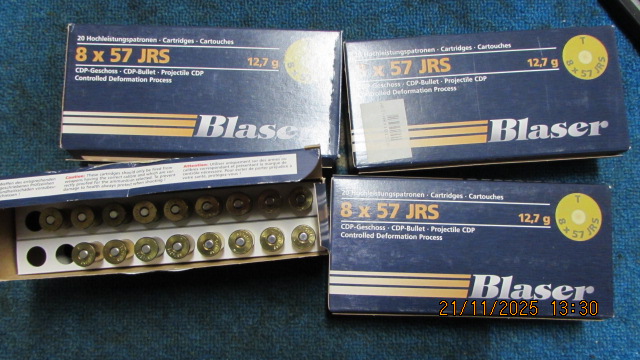 20 Hochleistungspatronen · Cartridges · Cartouches
8 x 57 JRS
12,7 g
CDP-Geschoss · CDP-Bullet · Projectile CDP
Controlled Deformation Process
Blaser
T
8 x 57 JRS
Hochleistungspatronen · Cartridges · Cartouches
x 57 JRS
12,7 g
CDP-Geschoss · CDP-Bullet · Projectile CDP
Controlled Deformation Process
Blaser
T
8 x 57 JRS
20 Hochleistungspatronen · Cartridges · Cartouches
8 x 57 JRS
12,7 g
CDP-Geschoss · CDP-Bullet · Projectile CDP
Controlled Deformation Process
Blaser
21/11/2025 13:30